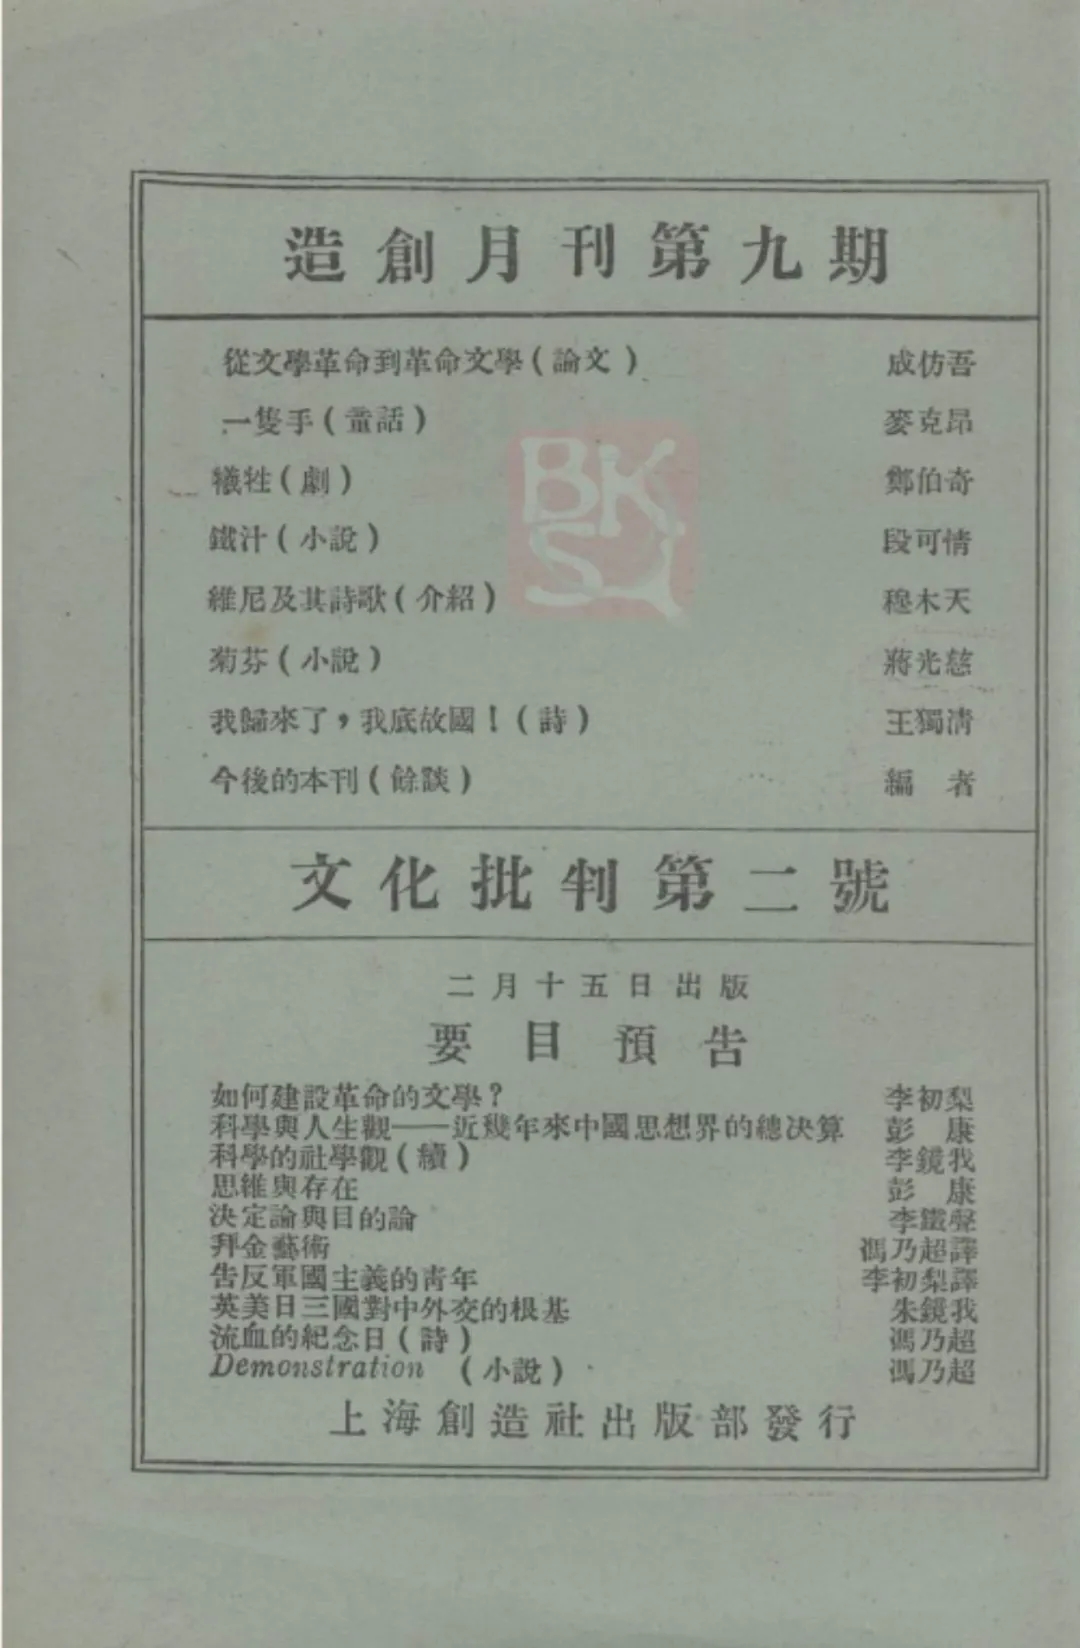 造創月刊第九期
從文學革命到革命文學(論文) 成仿吾
一隻手(童話) 麥克昂
犧牲(劇) 鄭伯奇
鐵汁(小說) 段可情
維尼及其詩歌(介紹) 穆木天
菊芬(小說) 蔣光慈
我歸來了,我底故國!(詩) 王獨清
今後的本刊(餘談) 編 者
BKSJ
文化批判第二號
二月十五日出版
要目預告
如何建設革命的文學? 李初梨
科學與人生觀——近幾年來中國思想界的總决算 彭 康
科學的社學觀(續) 李鏡我
思維與存在 彭 康
決定論與目的論 李鐵聲
拜金藝術 馮乃超譯
告反軍國主義的靑年 李初梨譯
英美日三國對中外交的根基 朱鏡我
流血的紀念日(詩) 馮乃超
Demonstration (小說) 馮乃超
上海創造社出版部發行